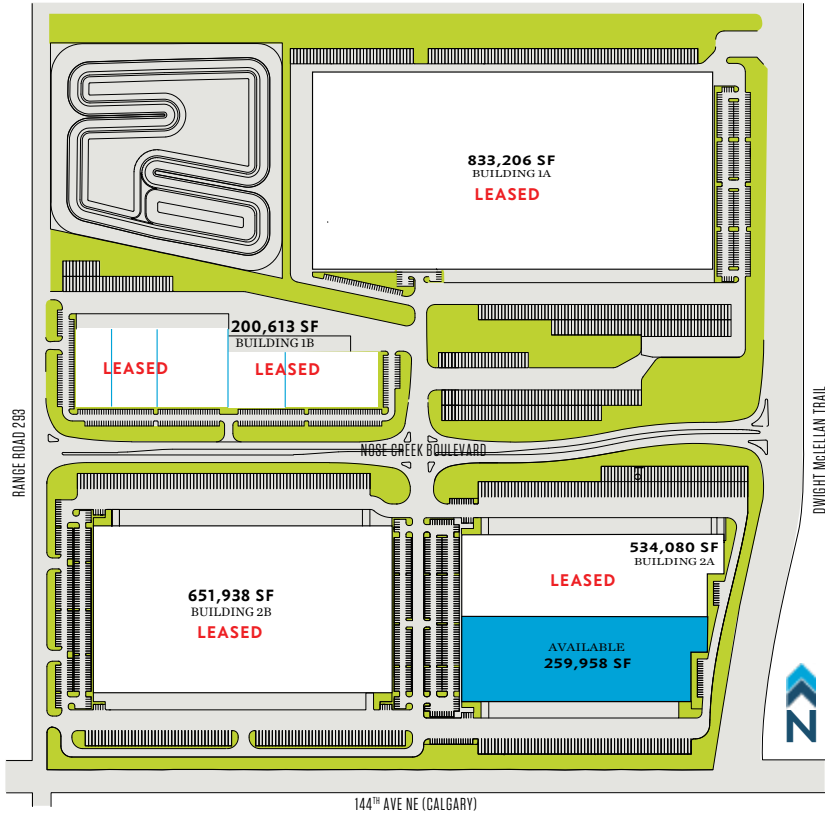 833,206 SF
BUILDING 1A
LEASED
200,613 SF
BUILDING 1B
LEASED
LEASED
RANGE ROAD 293
DWIGHT McLELLAN TRAIL
NOSE CREEK BOULEVARD
534,080 SF
BUILDING 2A
LEASED
651,938 SF
BUILDING 2B
LEASED
AVAILABLE
259,958 SF
N
144TH AVE NE (CALGARY)